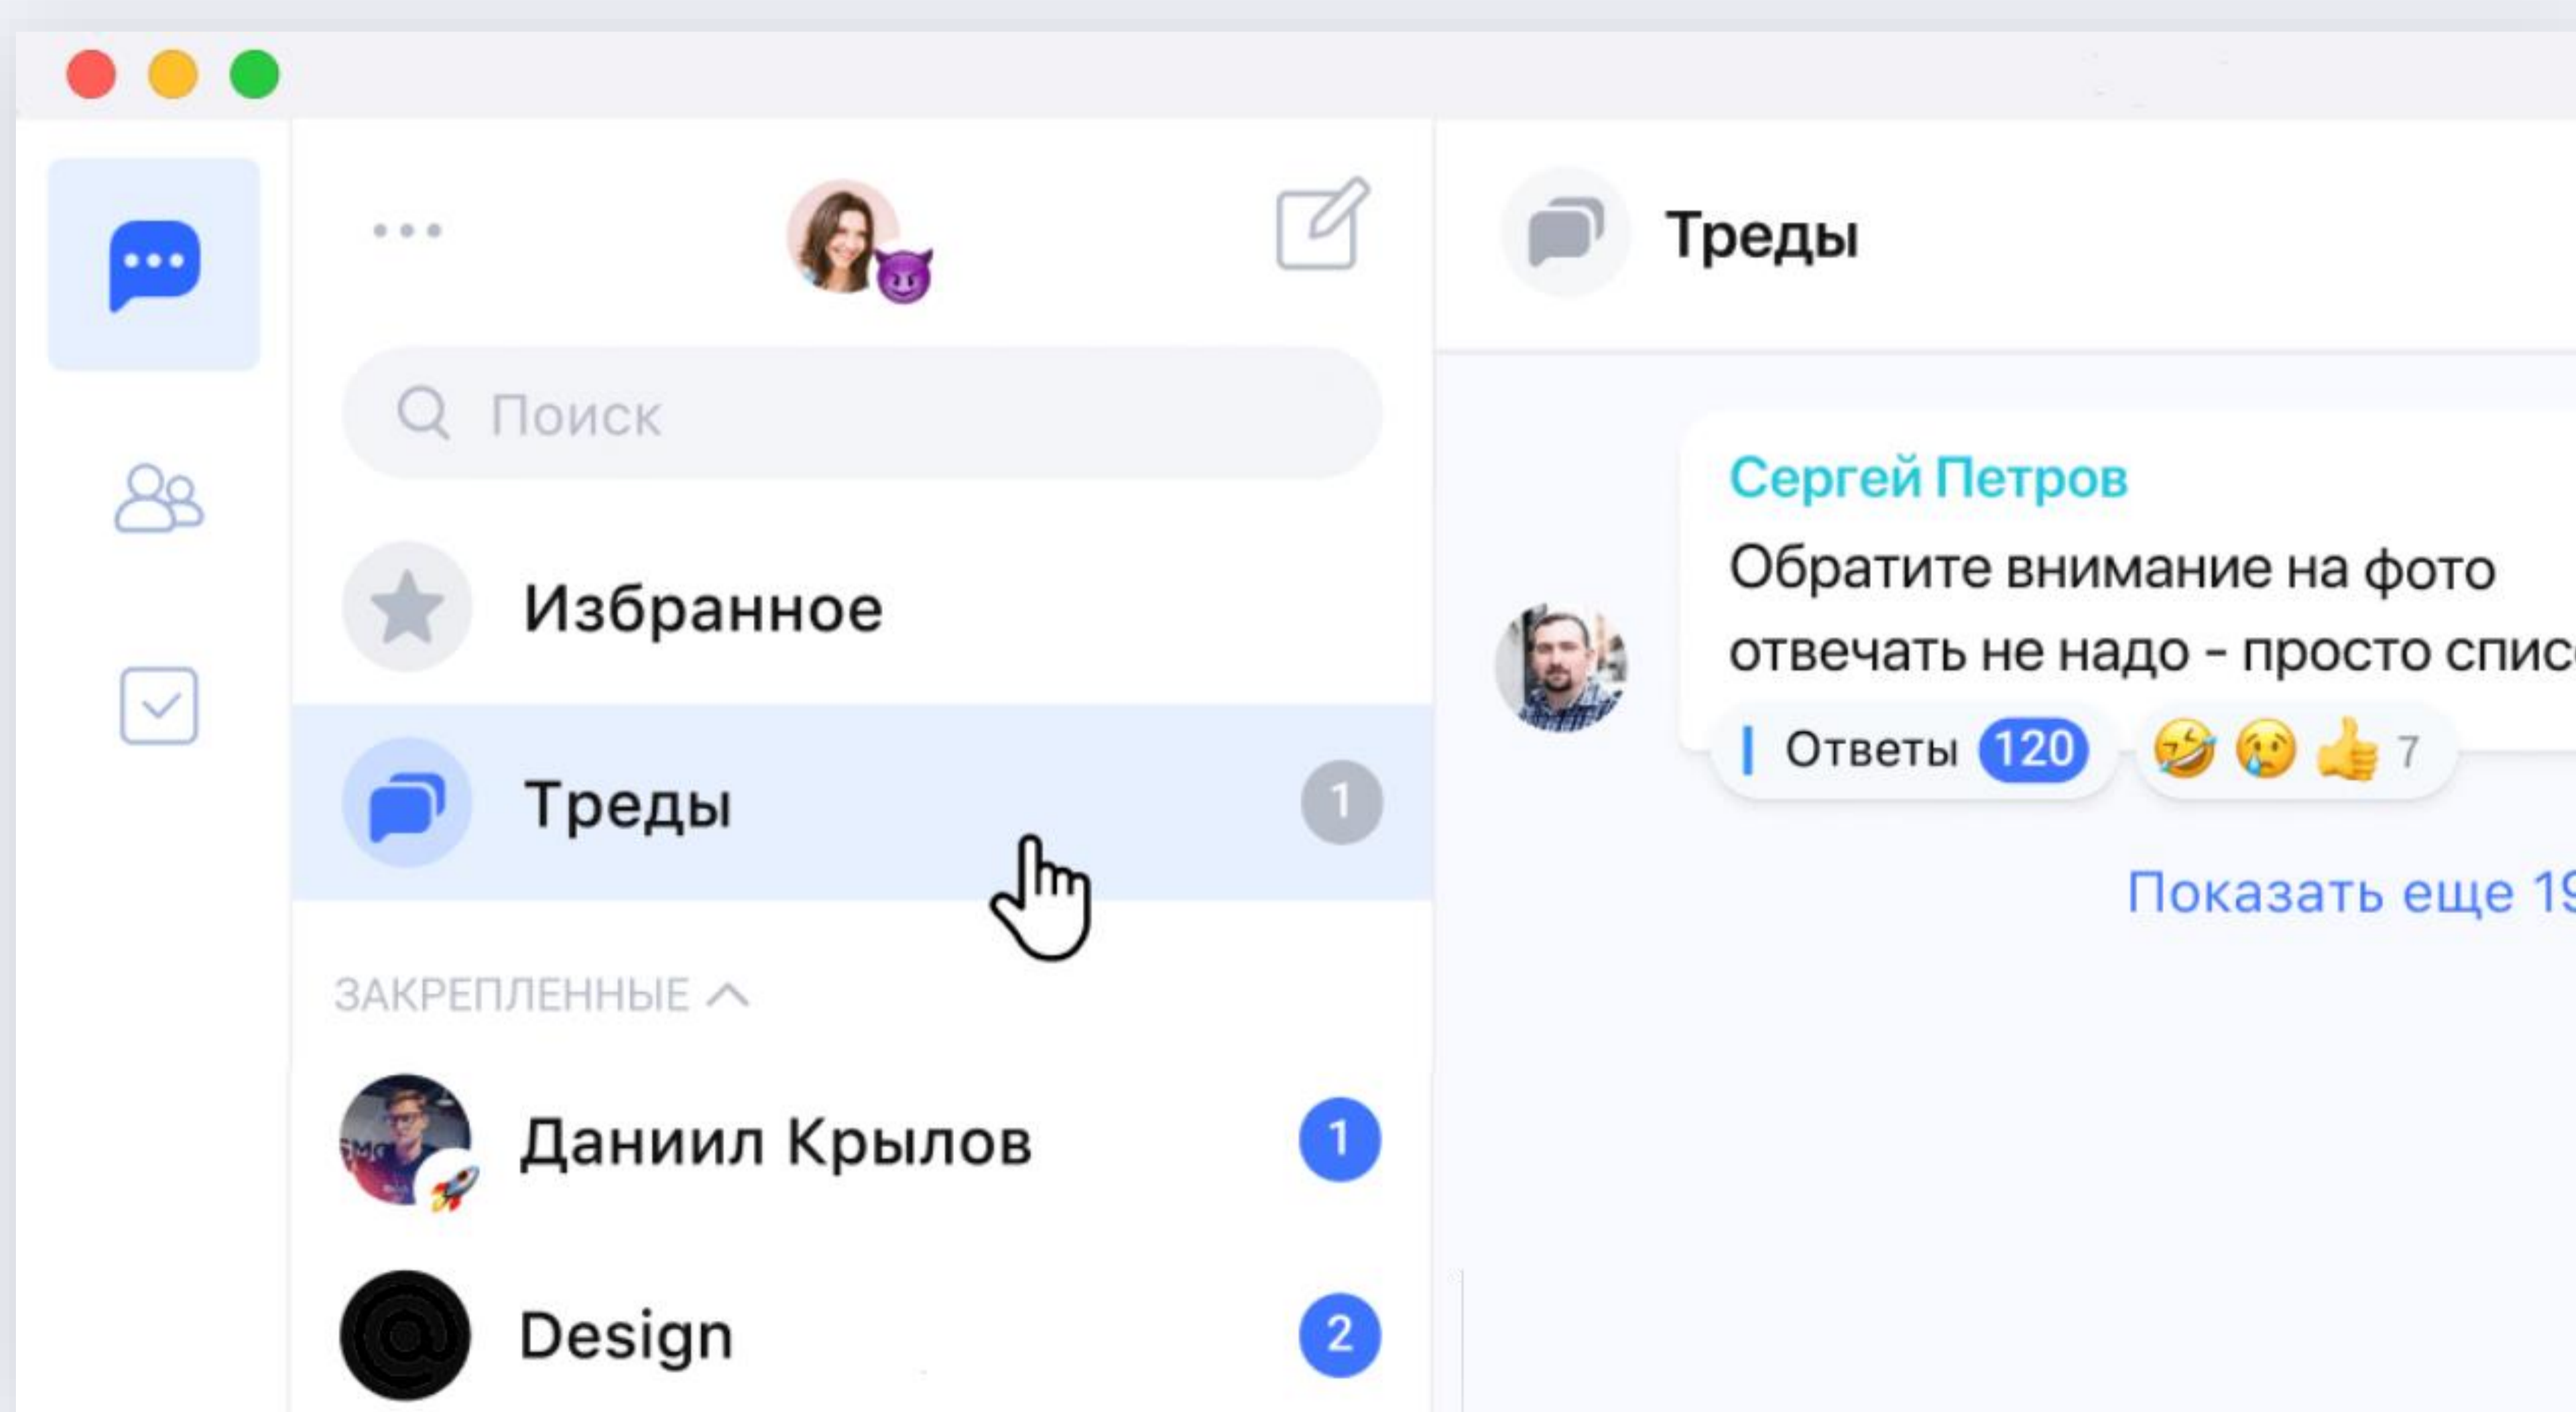 Поиск
Избранное
Треды
1
ЗАКРЕПЛЕННЫЕ
Даниил Крылов
1
Design
2
Треды
Сергей Петров
Обратите внимание на фото
отвечать не надо - просто
Ответы 120
7
Показать еще